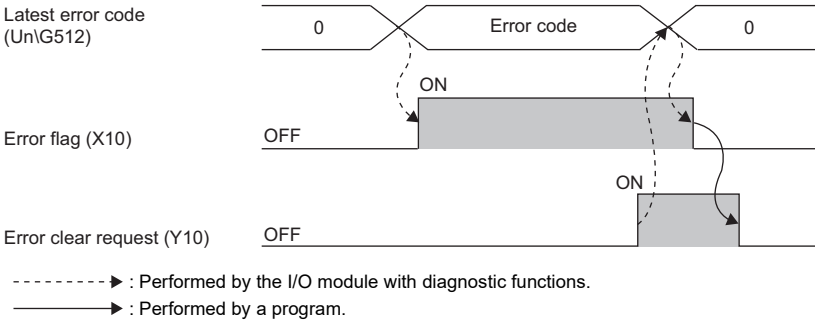 Latest error code
(Un\G512)
0
Error code
0
ON
Error flag (X10)
OFF
ON
Error clear request (Y10)
OFF
: Performed by the I/O module with diagnostic functions.
: Performed by a program.